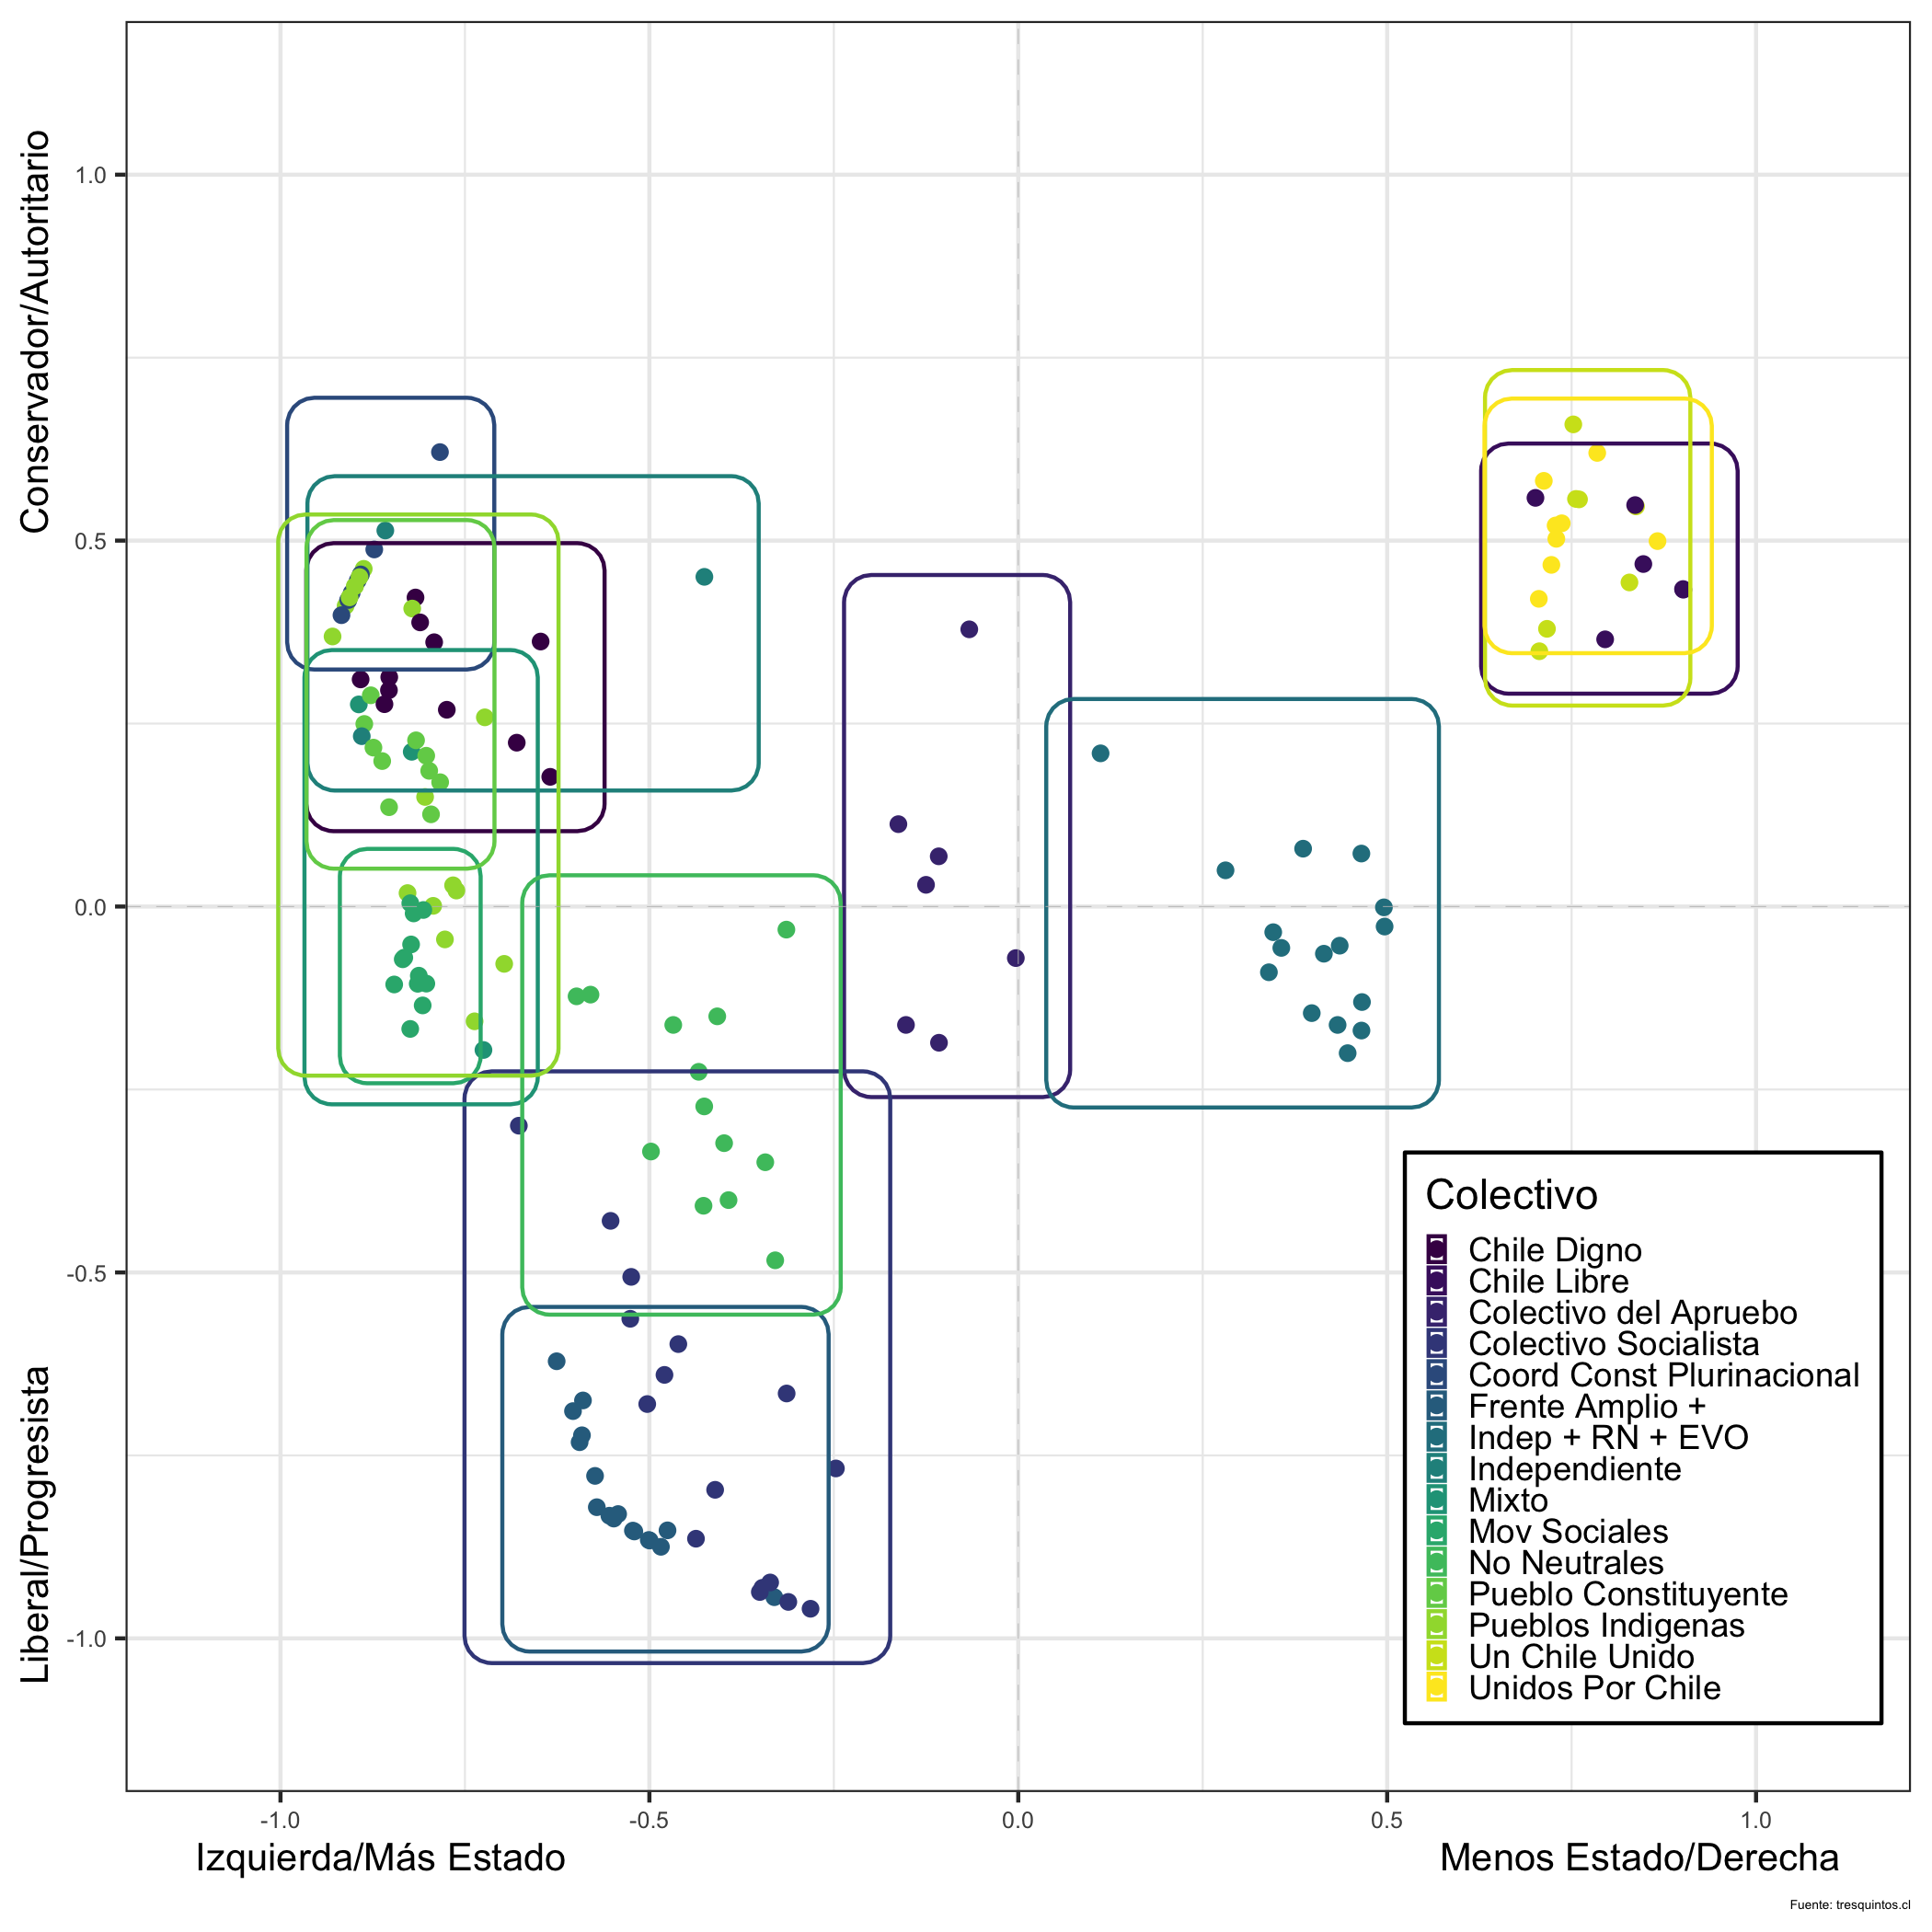 Conservador/Autoritario
Liberal/Progresista
1.0
0.5
0.0
-0.5
-1.0
Colectivo
Chile Digno
Chile Libre
Colectivo del Apruebo
Colectivo Socialista
Coord Const Plurinacional
Frente Amplio +
Indep + RN + EVO
Independiente
Mixto
Mov Sociales
No Neutrales
Pueblo Constituyente
Pueblos Indigenas
Un Chile Unido
Unidos Por Chile
-1.0 -0.5 0.0 0.5 1.0
Izquierda/Más Estado Menos Estado/Derecha
Fuente: tresquintos.cl